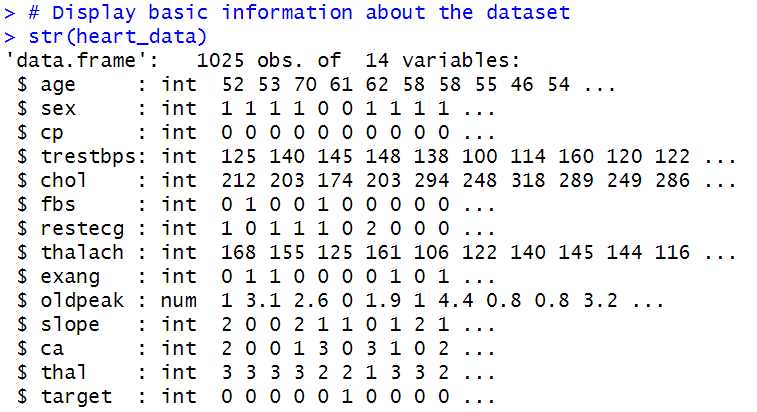 > # Display basic information about the dataset
> str(heart_data)
'data.frame':   1025 obs. of  14 variables:
 $ age     : int  52 53 70 61 62 58 58 55 46 54 ...
 $ sex     : int  1 1 1 1 0 0 1 1 1 1 ...
 $ cp      : int  0 0 0 0 0 0 0 0 0 0 ...
 $ trestbps: int  125 140 145 148 138 100 114 160 120 122 ...
 $ chol    : int  212 203 174 203 294 248 318 289 249 286 ...
 $ fbs     : int  0 1 0 0 1 0 0 0 0 0 ...
 $ restecg : int  1 0 1 1 1 0 2 0 0 0 ...
 $ thalach : int  168 155 125 161 106 122 140 145 144 116 ...
 $ exang   : int  0 1 1 0 0 0 0 1 0 1 ...
 $ oldpeak : num  1 3.1 2.6 0 1.9 1 4.4 0.8 0.8 3.2 ...
 $ slope   : int  2 0 0 2 1 1 0 1 2 1 ...
 $ ca      : int  2 0 0 1 3 0 3 1 0 2 ...
 $ thal    : int  3 3 3 3 2 2 1 3 3 2 ...
 $ target  : int  0 0 0 0 0 1 0 0 0 0 ...